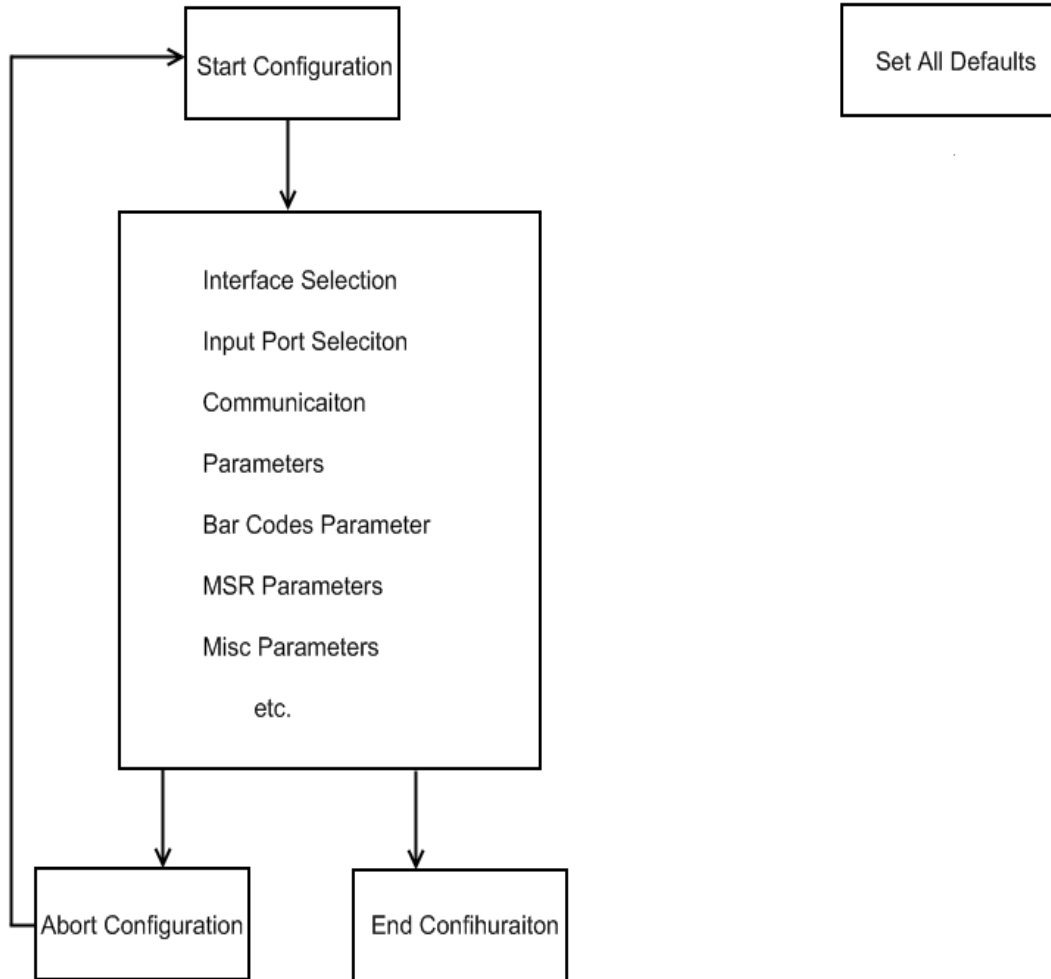 Start Configuration
Set All Defaults
Interface Selection
Input Port Seleciton
Communicaiton
Parameters
Bar Codes Parameter
MSR Parameters
Misc Parameters
etc.
Abort Configuration
End Confihuraiton